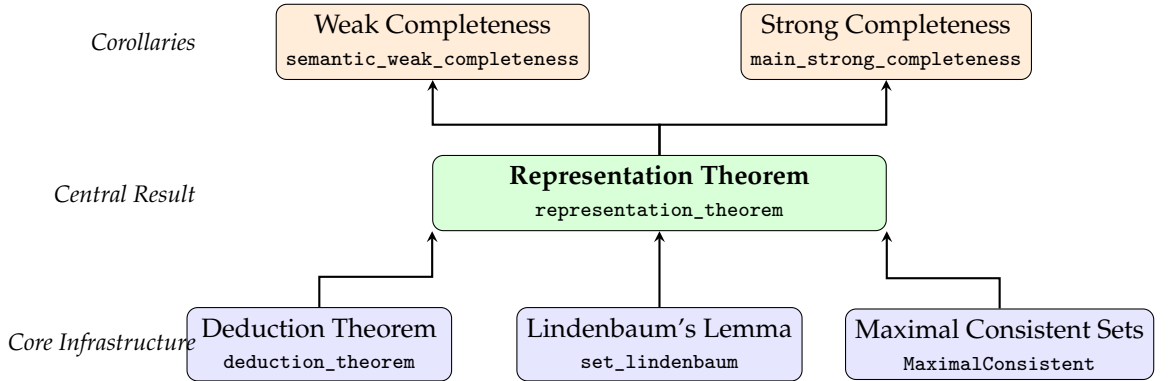 Corollaries
Weak Completeness
semantic_weak_completeness
Strong Completeness
main_strong_completeness
Central Result
Representation Theorem
representation_theorem
Core Infrastructure
Deduction Theorem
deduction_theorem
Lindenbaum's Lemma
set_lindenbaum
Maximal Consistent Sets
MaximalConsistent